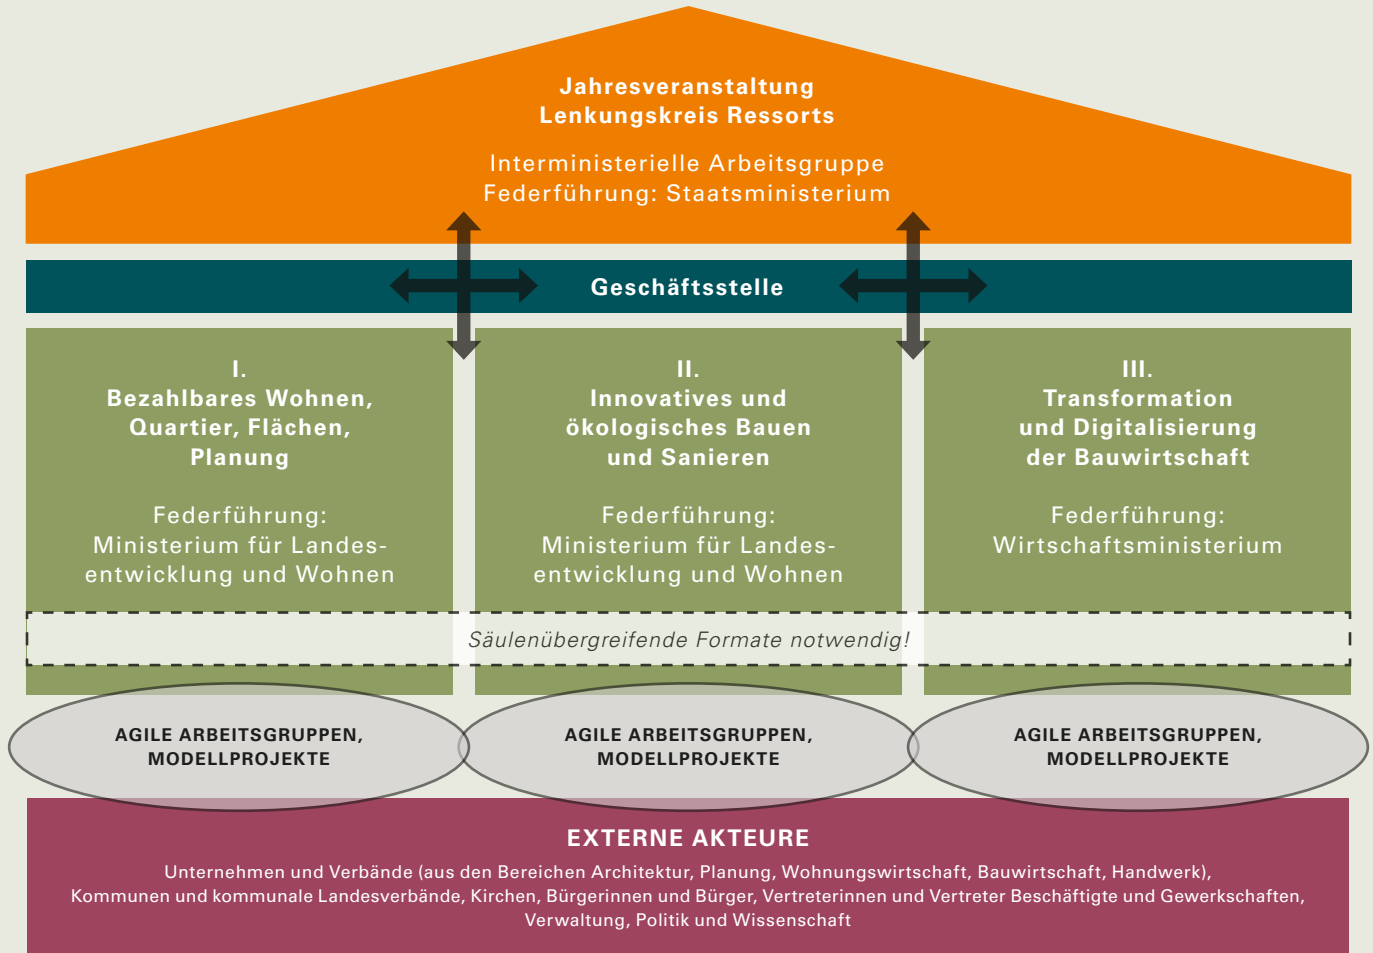 Jahresveranstaltung
Lenkungskreis Ressorts
Interministerielle Arbeitsgruppe
Federführung: Staatsministerium
Geschäftsstelle
I.
Bezahlbares Wohnen,
Quartier, Flächen,
Planung
Federführung:
Ministerium für Landes-
entwicklung und Wohnen
II.
Innovatives und
ökologisches Bauen
und Sanieren
Federführung:
Ministerium für Landes-
entwicklung und Wohnen
III.
Transformation
und Digitalisierung
der Bauwirtschaft
Federführung:
Wirtschaftsministerium
Säulenübergreifende Formate notwendig!
AGILE ARBEITSGRUPPEN,
MODELLPROJEKTE
AGILE ARBEITSGRUPPEN,
MODELLPROJEKTE
AGILE ARBEITSGRUPPEN,
MODELLPROJEKTE
EXTERNE AKTEURE
Unternehmen und Verbände (aus den Bereichen Architektur, Planung, Wohnungswirtschaft, Bauwirtschaft, Handwerk),
Kommunen und kommunale Landesverbände, Kirchen, Bürgerinnen und Bürger, Vertreterinnen und Vertreter Beschäftigte und Gewerkschaften,
Verwaltung, Politik und Wissenschaft